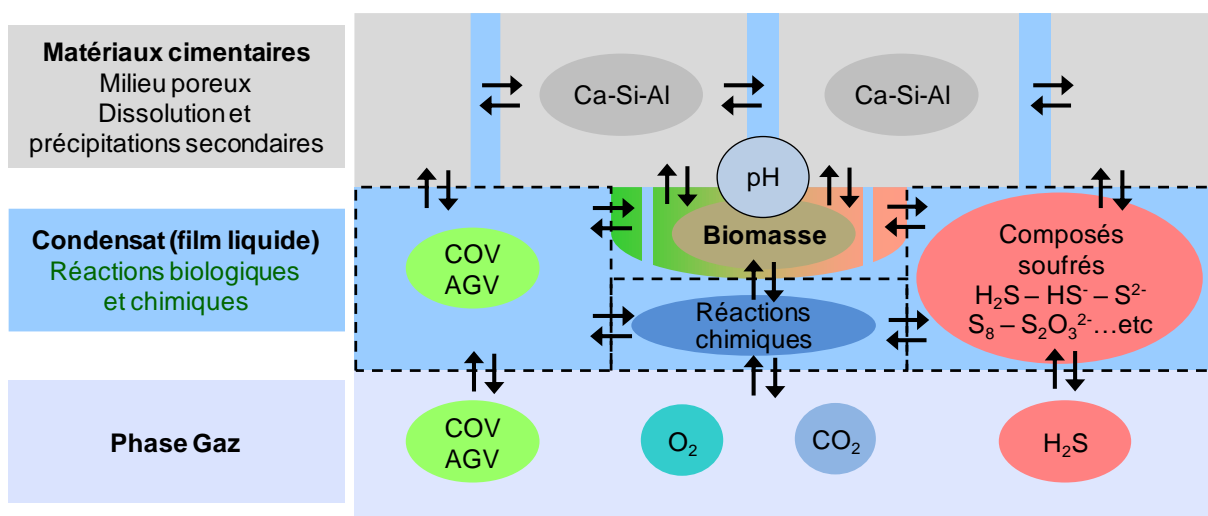 Matériaux cimentaires
Milieu poreux
Dissolution et
précipitations secondaires
Ca-Si-Al
Ca-Si-Al
pH
Condensat (film liquide)
Réactions biologiques
et chimiques
COV
AGV
Biomasse
Réactions
chimiques
Composés
soufrés
H₂S – HS⁻ – S²⁻
S₈ – S₂O₃²⁻…etc
Phase Gaz
COV
AGV
O₂
CO₂
H₂S